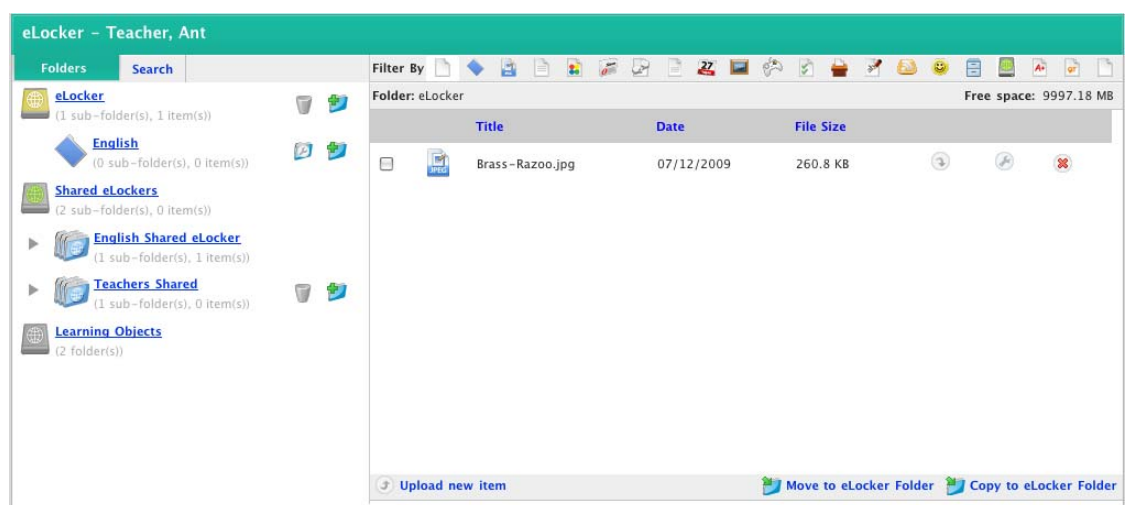 eLocker – Teacher, Ant
Folders Search
eLocker
(1 sub-folder(s), 1 item(s))
English
(0 sub-folder(s), 0 item(s))
Shared eLockers
(2 sub-folder(s), 0 item(s))
English Shared eLocker
(1 sub-folder(s), 1 item(s))
Teachers Shared
(1 sub-folder(s), 0 item(s))
Learning Objects
(2 folder(s))
Filter By 27 A+
Folder: eLocker Free space: 9997.18 MB
Title Date File Size
JPEG Brass-Razoo.jpg 07/12/2009 260.8 KB
Upload new item Move to eLocker Folder Copy to eLocker Folder